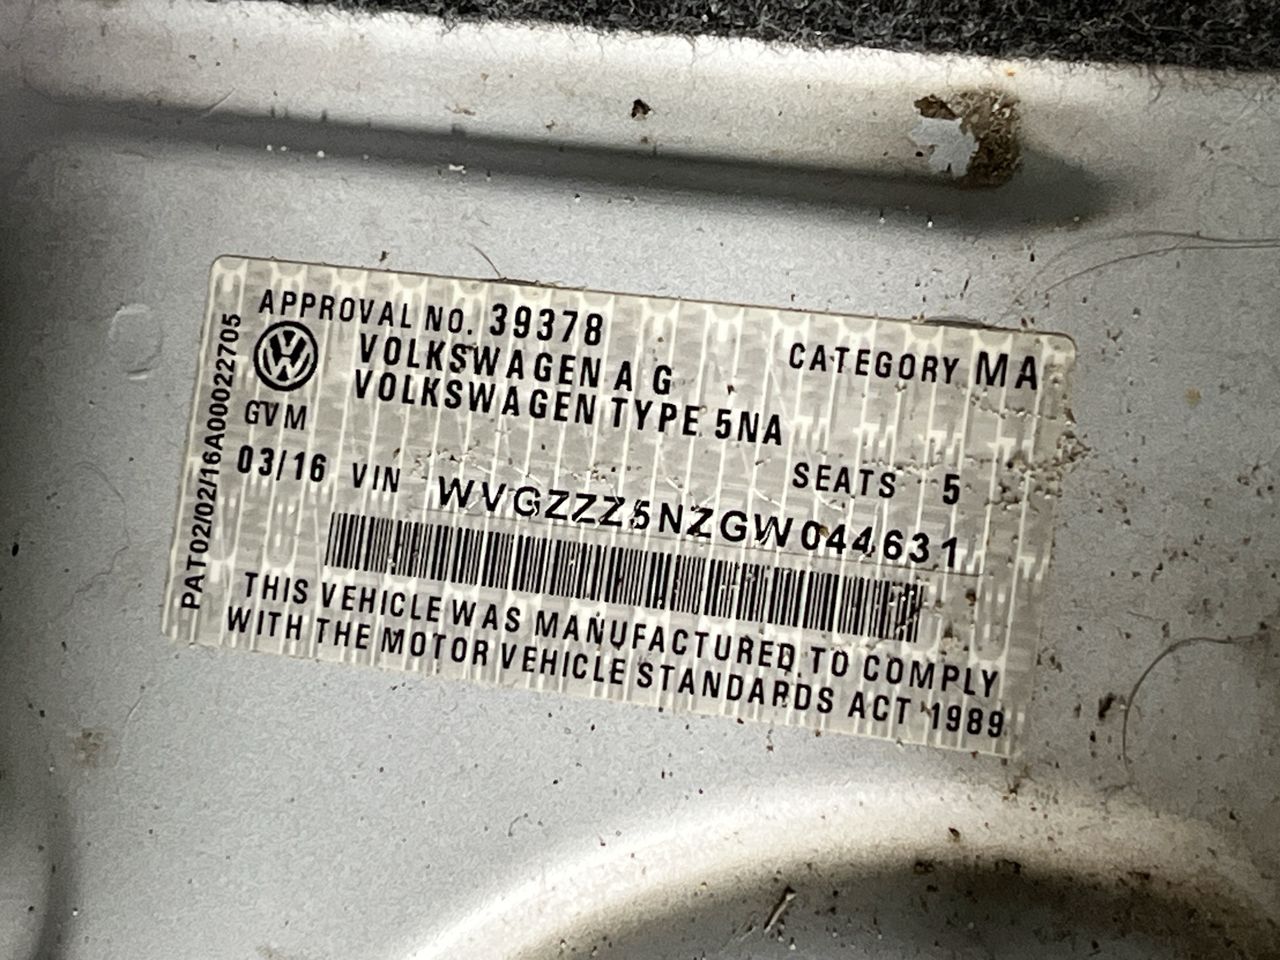 APPROVAL NO. 39378
CATEGORY MA
VOLKSWAGEN A G
VOLKSWAGEN TYPE 5NA
GVM
SEATS 5
03/16 VIN WVGZZZ5NZGW044631
THIS VEHICLE WAS MANUFACTURED TO COMPLY
WITH THE MOTOR VEHICLE STANDARDS ACT 1989
PAT02/02/16A00022705